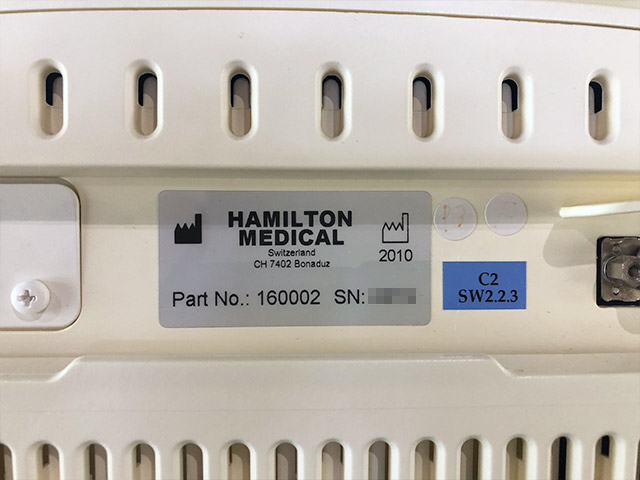 HAMILTON
MEDICAL
Switzerland
CH 7402 Bonaduz
2010
Part No.: 160002 SN:
C2
SW2.2.3